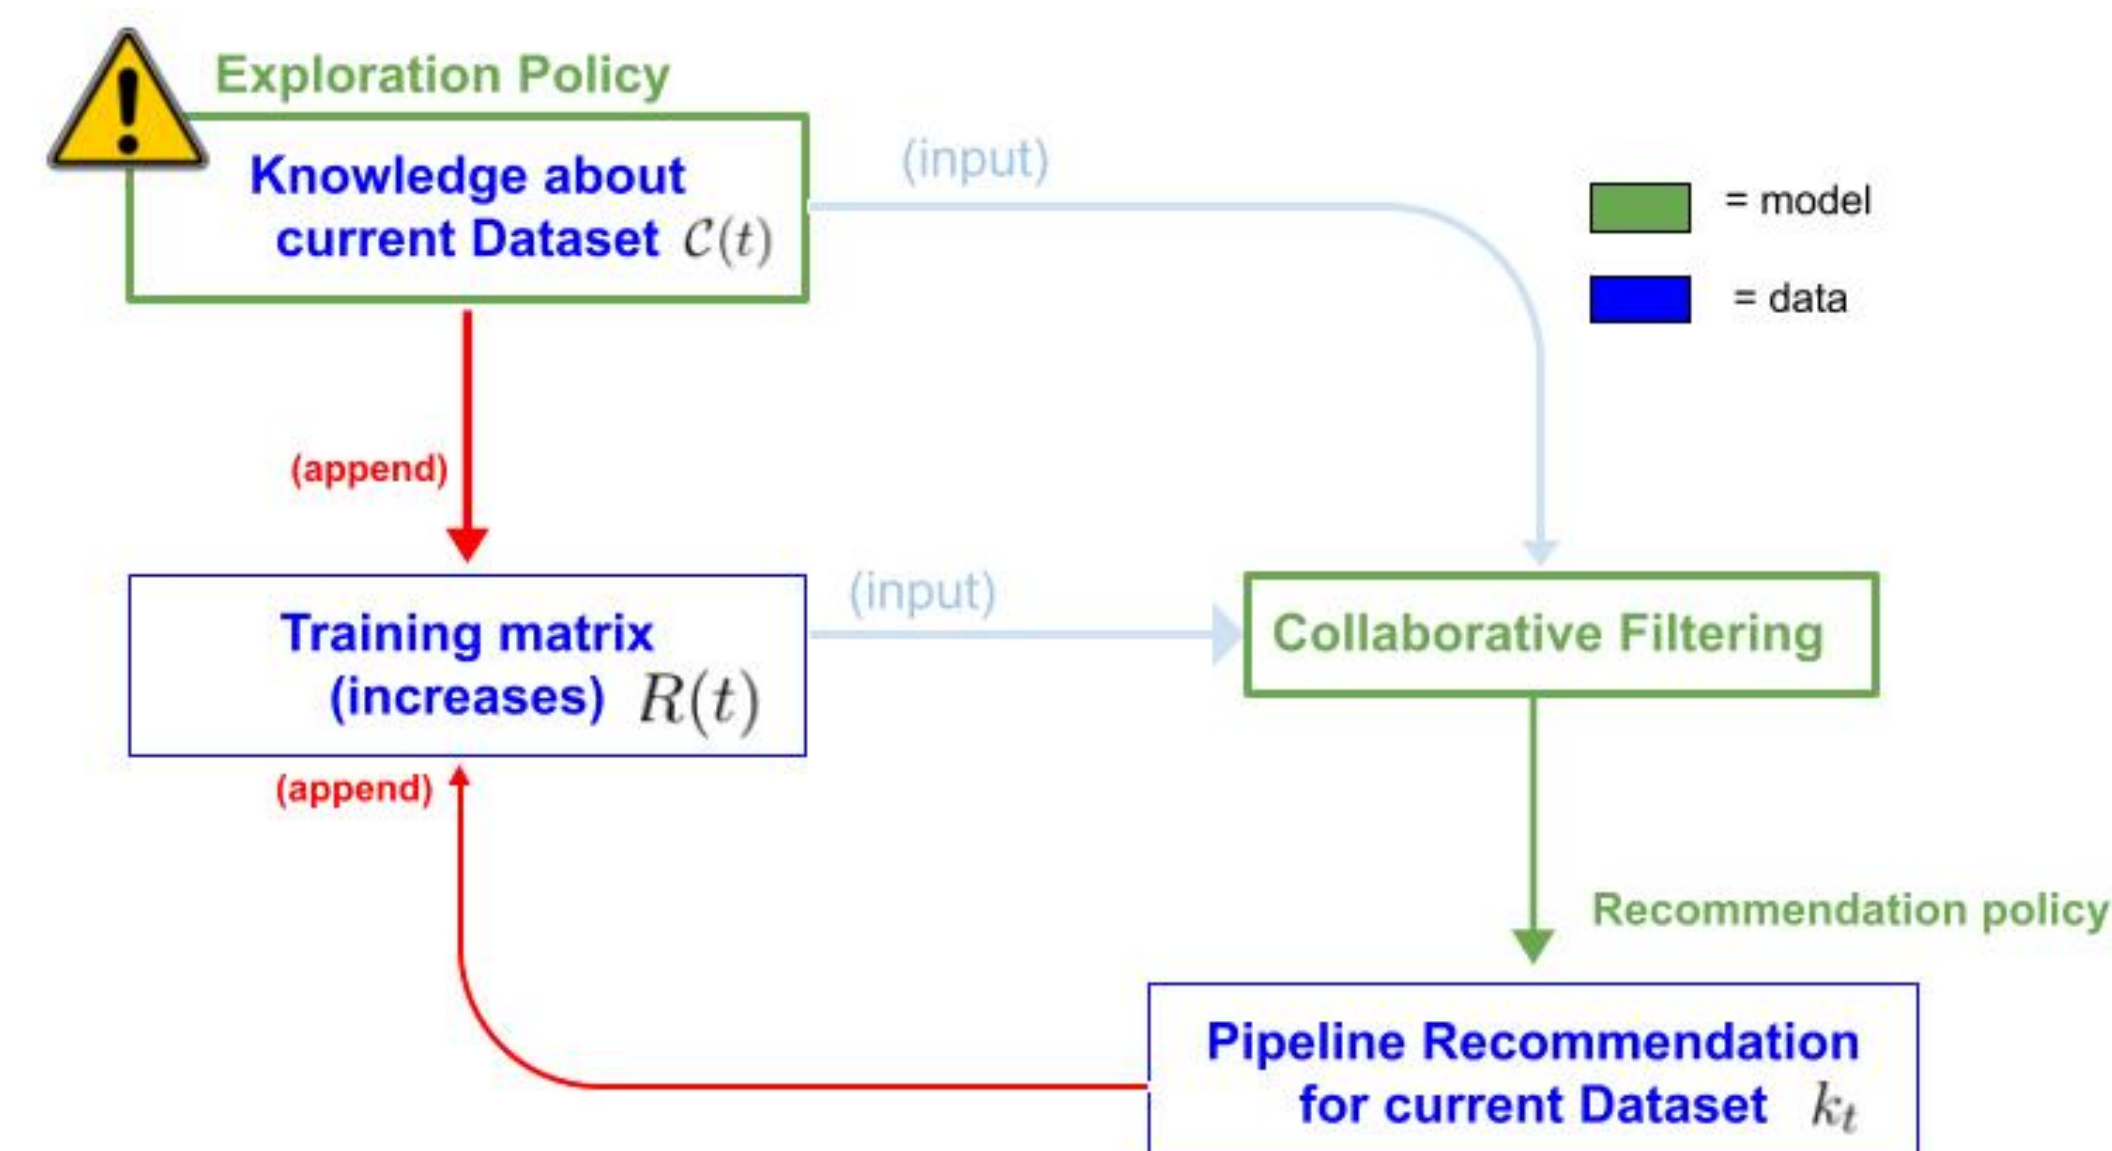 Exploration Policy
Knowledge about
current Dataset 𝒞(t)
(input)
= model
= data
(append)
Training matrix
(increases) R(t)
(input)
Collaborative Filtering
(append)
Recommendation policy
Pipeline Recommendation
for current Dataset kₜ